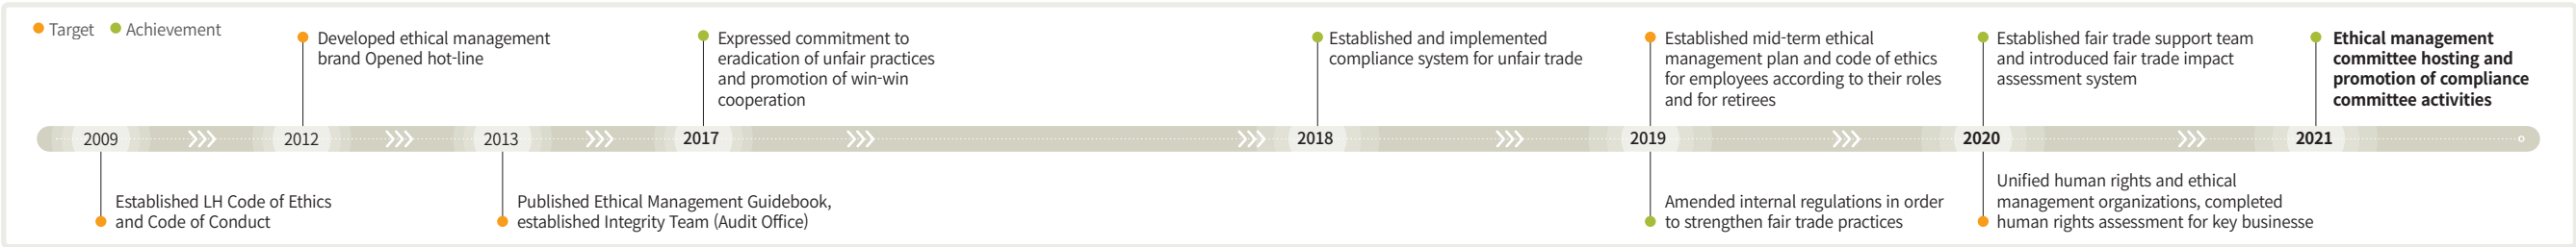 Target
Achievement
Developed ethical management
brand Opened hot-line
Expressed commitment to
eradication of unfair practices
and promotion of win-win
cooperation
Established and implemented
compliance system for unfair trade
Established mid-term ethical
management plan and code of ethics
for employees according to their roles
and for retirees
Established fair trade support team
and introduced fair trade impact
assessment system
Ethical management
committee hosting and
promotion of compliance
committee activities
2009
2012
2013
2017
2018
2019
2020
2021
Established LH Code of Ethics
and Code of Conduct
Published Ethical Management Guidebook,
established Integrity Team (Audit Office)
Amended internal regulations in order
to strengthen fair trade practices
Unified human rights and ethical
management organizations, completed
human rights assessment for key businesse